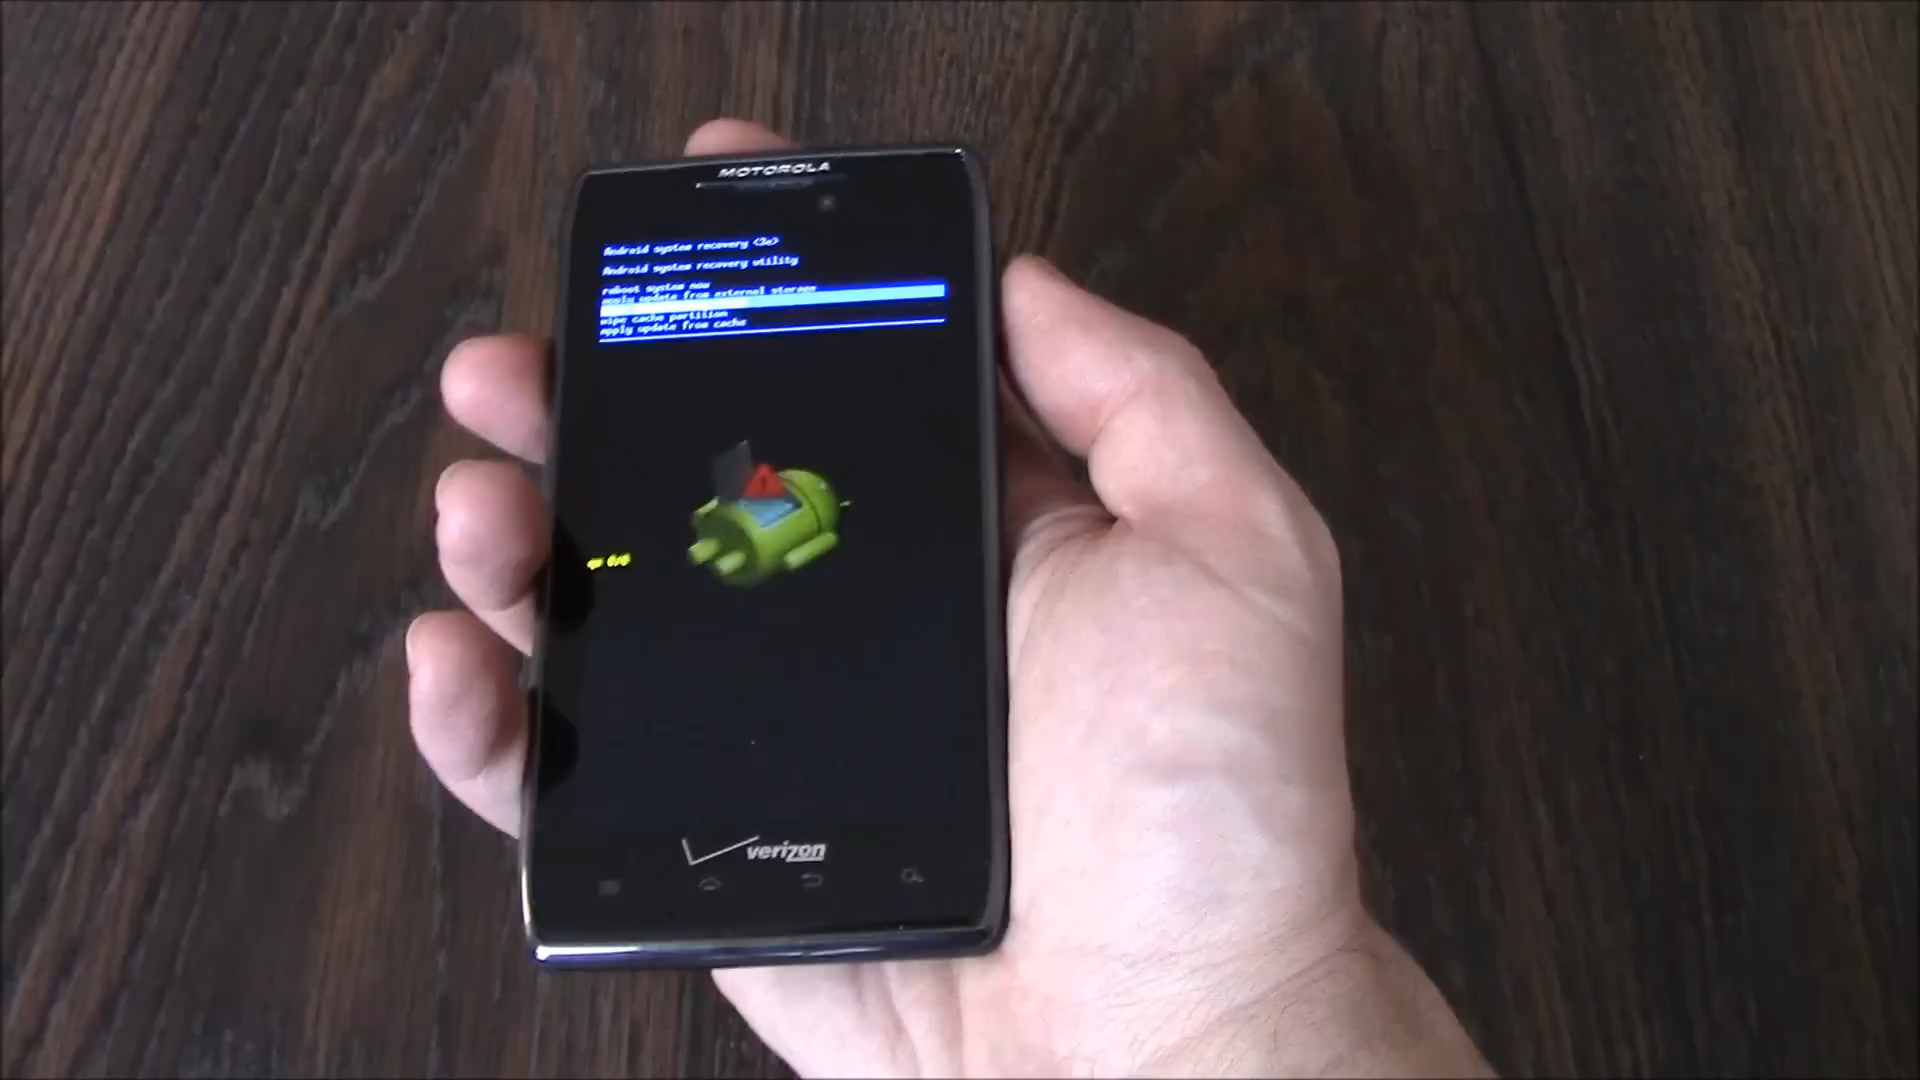 MOTOROLA
Android system recovery <3e>
Android system recovery utility
reboot system now
apply update from external storage
wipe cache partition
apply update from cache
verizon